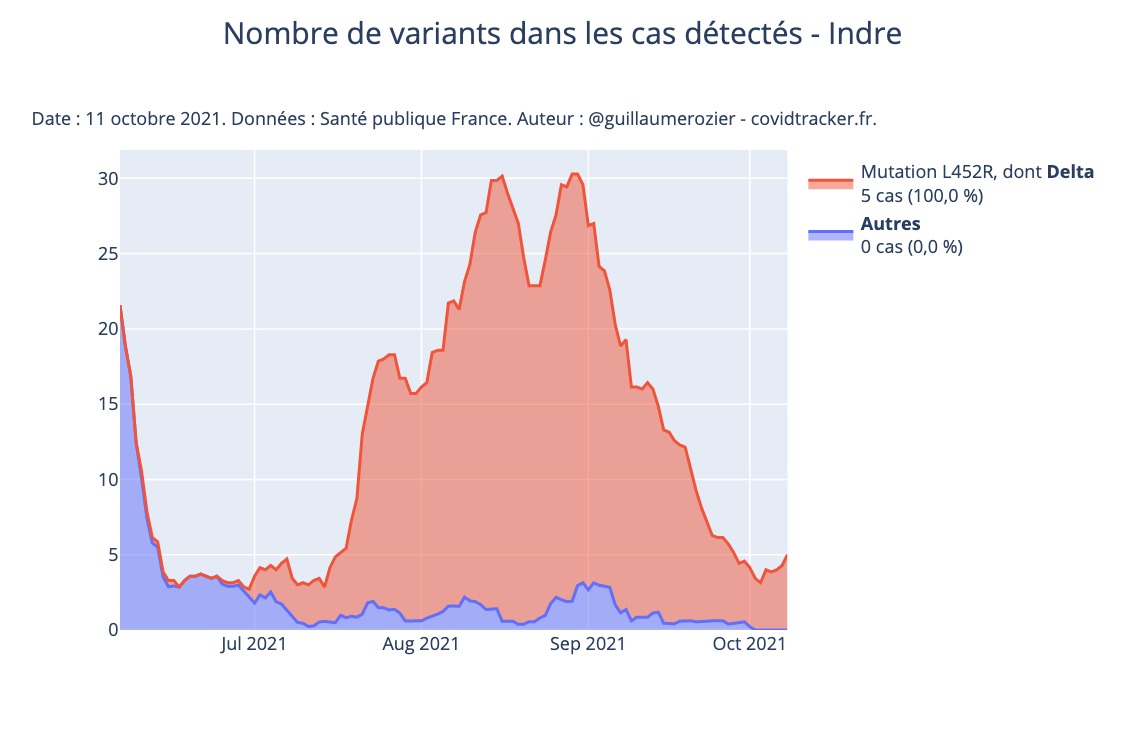 Nombre de variants dans les cas détectés - Indre
Date : 11 octobre 2021. Données : Santé publique France. Auteur : @guillaumerozier - covidtracker.fr.
30
25
20
15
10
5
0
Jul 2021
Aug 2021
Sep 2021
Oct 2021
Mutation L452R, dont Delta
5 cas (100,0 %)
Autres
0 cas (0,0 %)